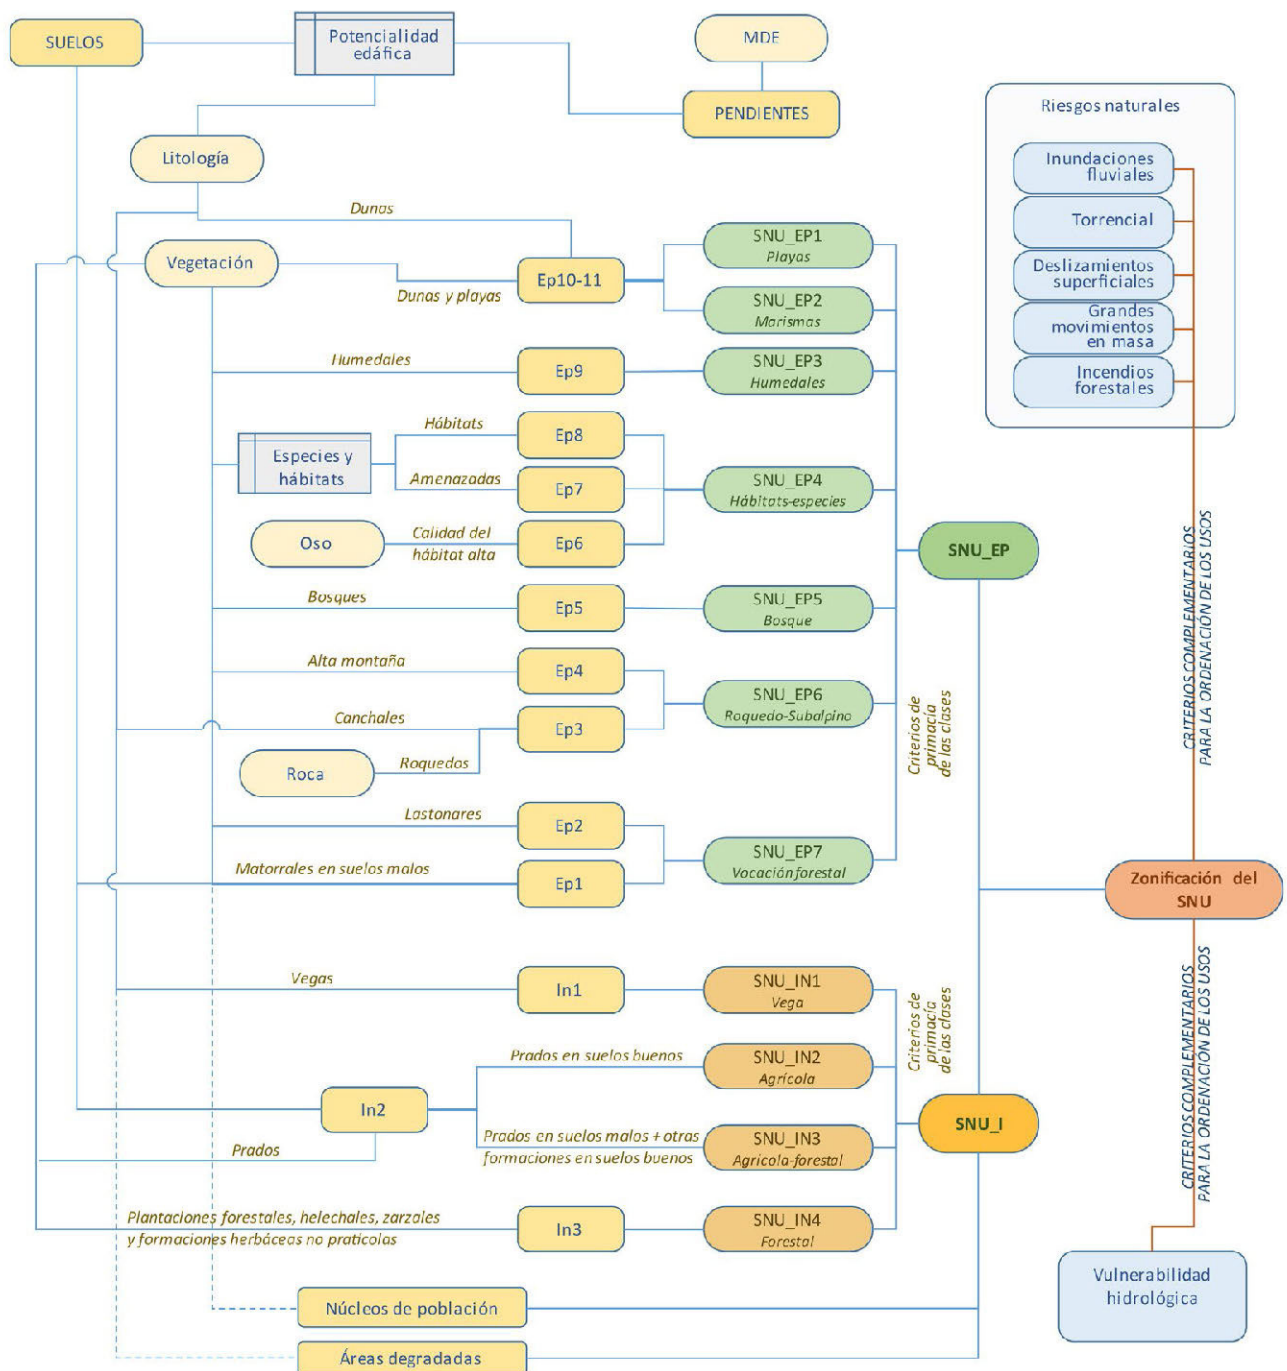 SUELOS
Potencialidad
edáfica
MDE
PENDIENTES
Litología
Riesgos naturales
Inundaciones
fluviales
Torrencial
Deslizamientos
superficiales
Grandes
movimientos
en masa
Incendios
forestales
Dunas
Vegetación
Dunas y playas
Ep10-11
SNU_EP1
Playas
SNU_EP2
Marismas
Humedales
Ep9
SNU_EP3
Humedales
Especies y
hábitats
Hábitats
Ep8
Amenazadas
Ep7
SNU_EP4
Hábitats-especies
Oso
Calidad del
hábitat alta
Ep6
SNU_EP
Bosques
Ep5
SNU_EP5
Bosque
Alta montaña
Ep4
SNU_EP6
Roquedo-Subalpino
Canchales
Ep3
Roca
Roquedos
Criterios de
primacía
de las clases
CRITERIOS COMPLEMENTARIOS
PARA LA ORDENACIÓN DE LOS USOS
Lastonares
Ep2
SNU_EP7
Vocación forestal
Matorrales en suelos malos
Ep1
Zonificación del
SNU
Vegas
In1
SNU_IN1
Vega
Criterios de
primacía
de las clases
CRITERIOS COMPLEMENTARIOS
PARA LA ORDENACIÓN DE LOS USOS
Prados en suelos buenos
SNU_IN2
Agrícola
In2
SNU_I
Prados
Prados en suelos malos + otras
formaciones en suelos buenos
SNU_IN3
Agrícola-forestal
Plantaciones forestales, helechales, zarzales
y formaciones herbáceas no pratícolas
In3
SNU_IN4
Forestal
Vulnerabilidad
hidrológica
Núcleos de población
Áreas degradadas